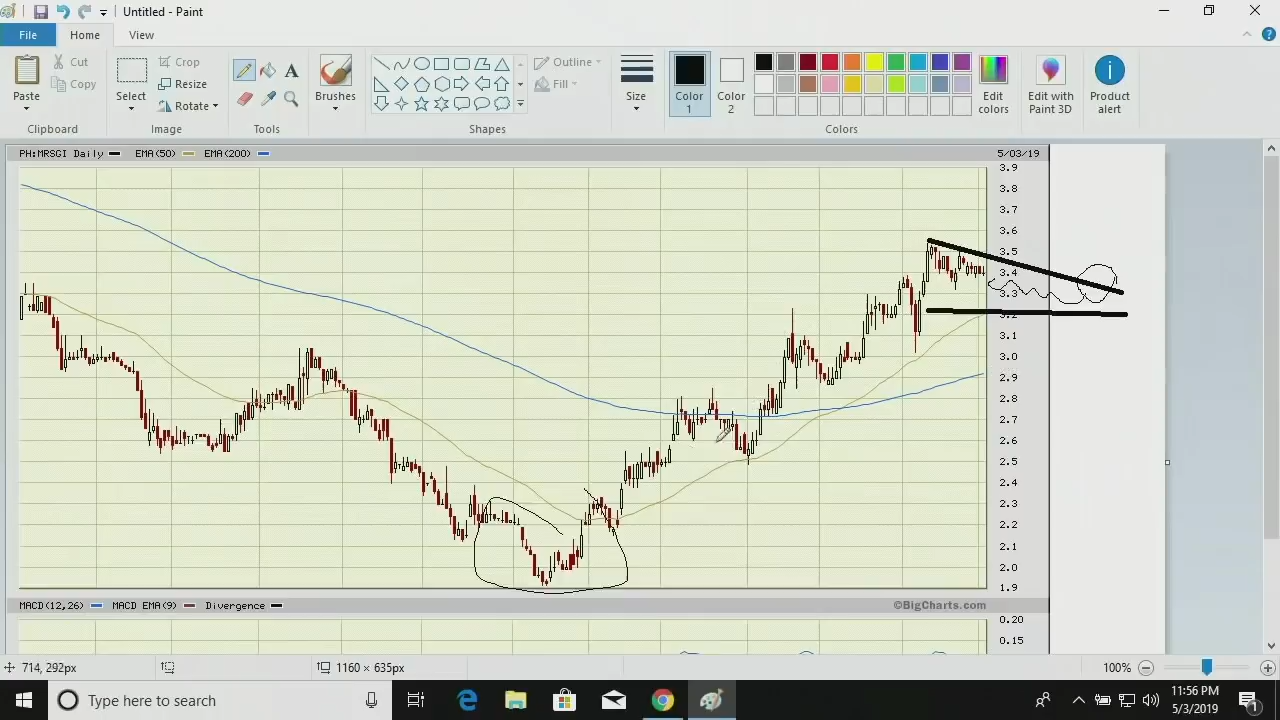 Untitled - Paint
File Home View
Paste Cut
Copy
Clipboard
Select Crop
Resize
Rotate
Image
A
Tools
Brushes
Outline
Fill
Shapes
Size
Color 1
Color 2
Edit colors
Colors
Edit with Paint 3D
Product alert
PH:MRSGI Daily EMA(50) EMA(200) 5/03/19
3.9
3.8
3.7
3.6
3.5
3.4
3.3
3.2
3.1
3.0
2.9
2.8
2.7
2.6
2.5
2.4
2.3
2.2
2.1
2.0
1.9
MACD(12,26) MACD EMA(9) Divergence ©BigCharts.com
0.20
0.15
714, 292px 1160 × 635px 100%
Type here to search
11:56 PM
5/3/2019
1